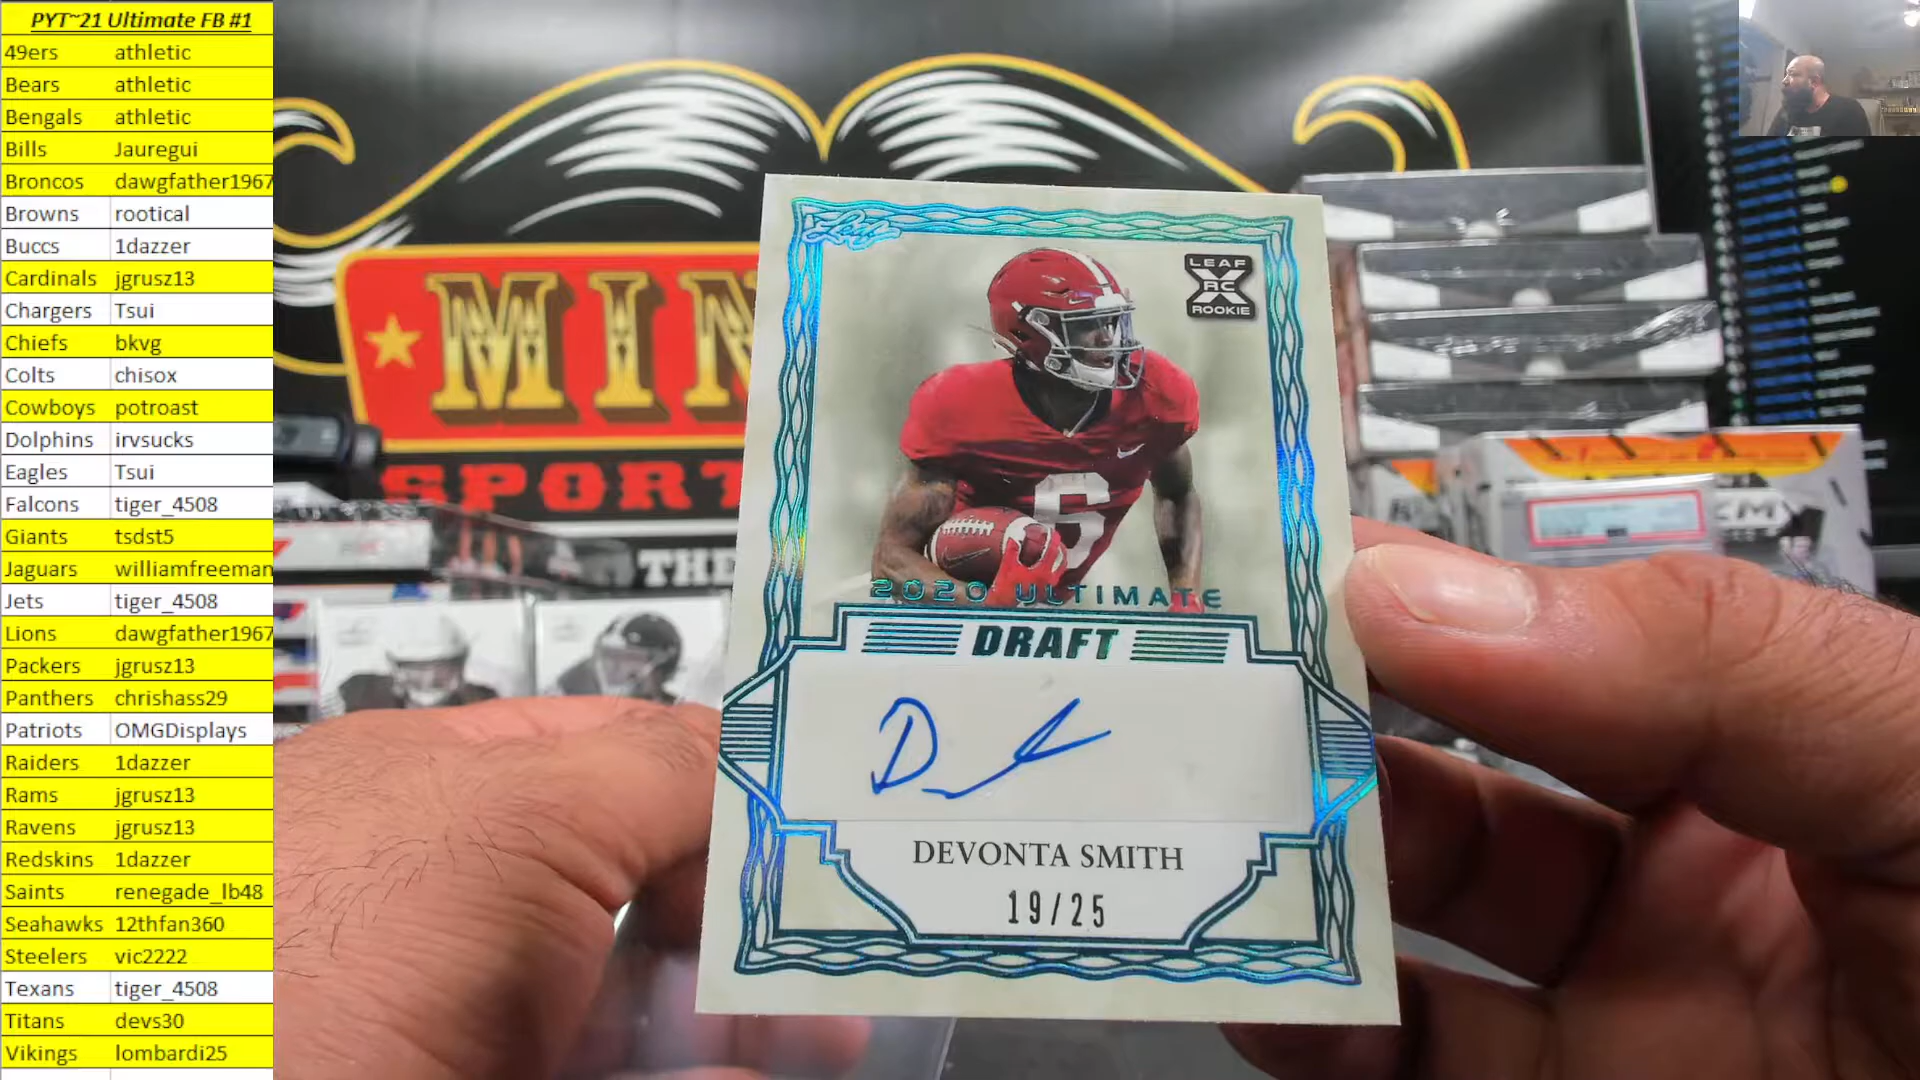 PYT~21 Ultimate FB #1
49ers athletic
Bears athletic
Bengals athletic
Bills Jauregui
Broncos dawgfather1967
Browns rootical
Buccs 1dazzer
Cardinals jgrusz13
Chargers Tsui
Chiefs bkvg
Colts chisox
Cowboys potroast
Dolphins irvsucks
Eagles Tsui
Falcons tiger_4508
Giants tsdst5
Jaguars williamfreeman
Jets tiger_4508
Lions dawgfather1967
Packers jgrusz13
Panthers chrishass29
Patriots OMGDisplays
Raiders 1dazzer
Rams jgrusz13
Ravens jgrusz13
Redskins 1dazzer
Saints renegade_lb48
Seahawks 12thfan360
Steelers vic2222
Texans tiger_4508
Titans devs30
Vikings lombardi25
MIN
SPORT
THE
Leaf
LEAF
X
RC
ROOKIE
6
2020 ULTIMATE
DRAFT
DEVONTA SMITH
19/25